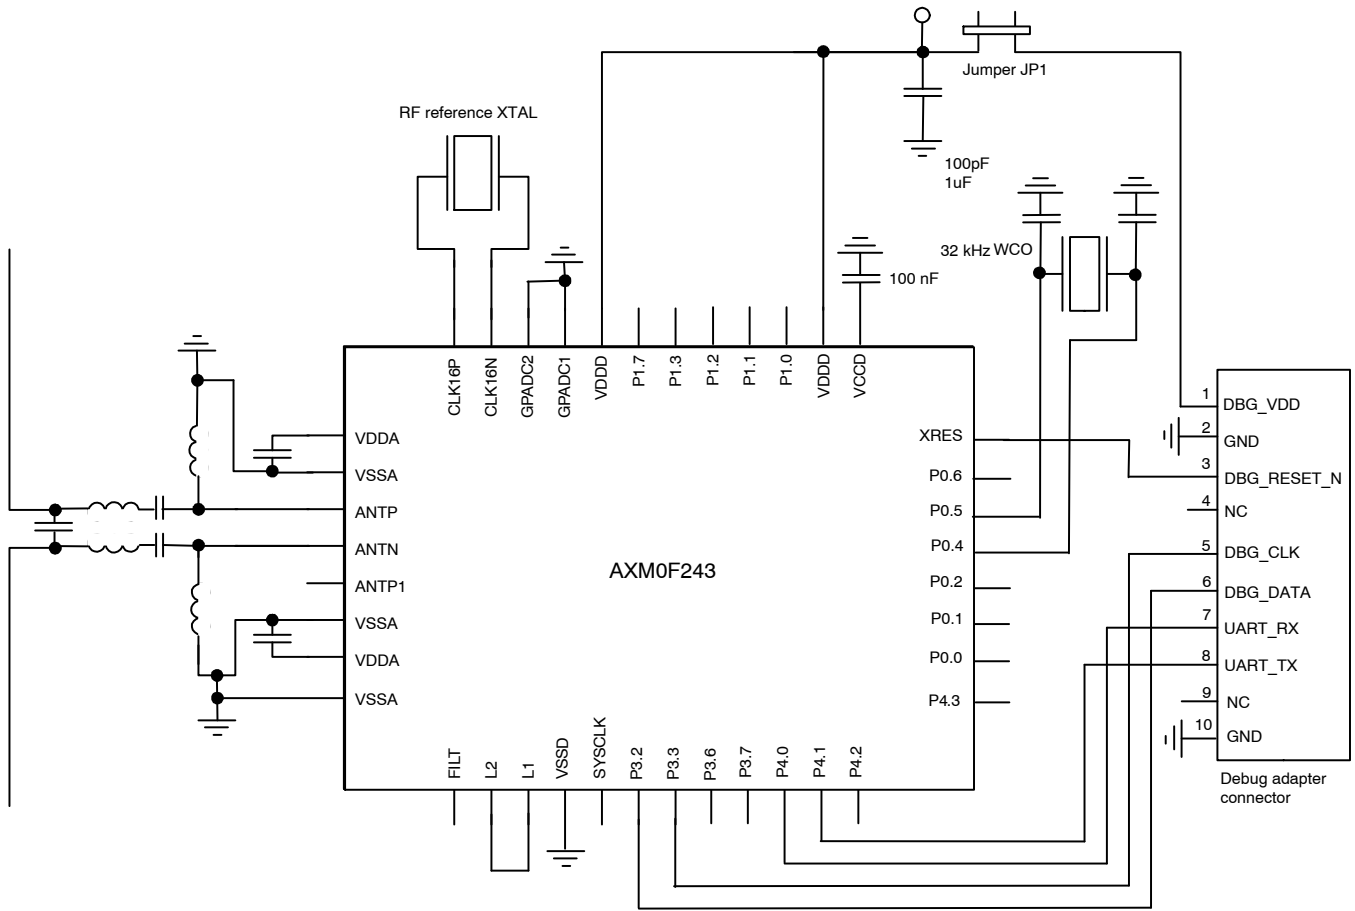 Jumper JP1
RF reference XTAL
100pF
1uF
32 kHz WCO
100 nF
CLK16P
CLK16N
GPADC2
GPADC1
VDDD
P1.7
P1.3
P1.2
P1.1
P1.0
VDDD
VCCD
VDDA
VSSA
ANTP
ANTN
ANTP1
VSSA
VDDA
VSSA
AXM0F243
XRES
P0.6
P0.5
P0.4
P0.2
P0.1
P0.0
P4.3
FILT
L2
L1
VSSD
SYSCLK
P3.2
P3.3
P3.6
P3.7
P4.0
P4.1
P4.2
1 DBG_VDD
2 GND
3 DBG_RESET_N
4 NC
5 DBG_CLK
6 DBG_DATA
7 UART_RX
8 UART_TX
9 NC
10 GND
Debug adapter
connector